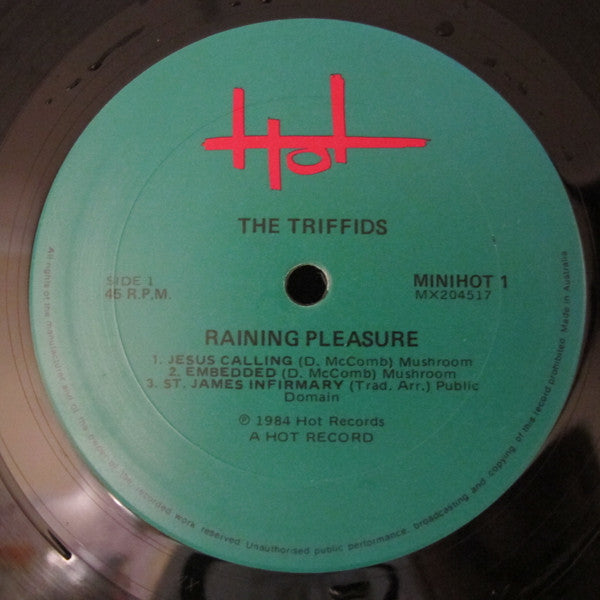 Hot
THE TRIFFIDS
SIDE 1
45 R.P.M.
MINIHOT 1
MX204517
RAINING PLEASURE
1. JESUS CALLING (D. McComb) Mushroom
2. EMBEDDED (D. McComb) Mushroom
3. ST. JAMES INFIRMARY (Trad. Arr.) Public
Domain
℗ 1984 Hot Records
A HOT RECORD
All rights of the manufacturer and of the owner of the recorded work reserved. Unauthorised public performance, broadcasting and copying of this record prohibited. Made in Australia